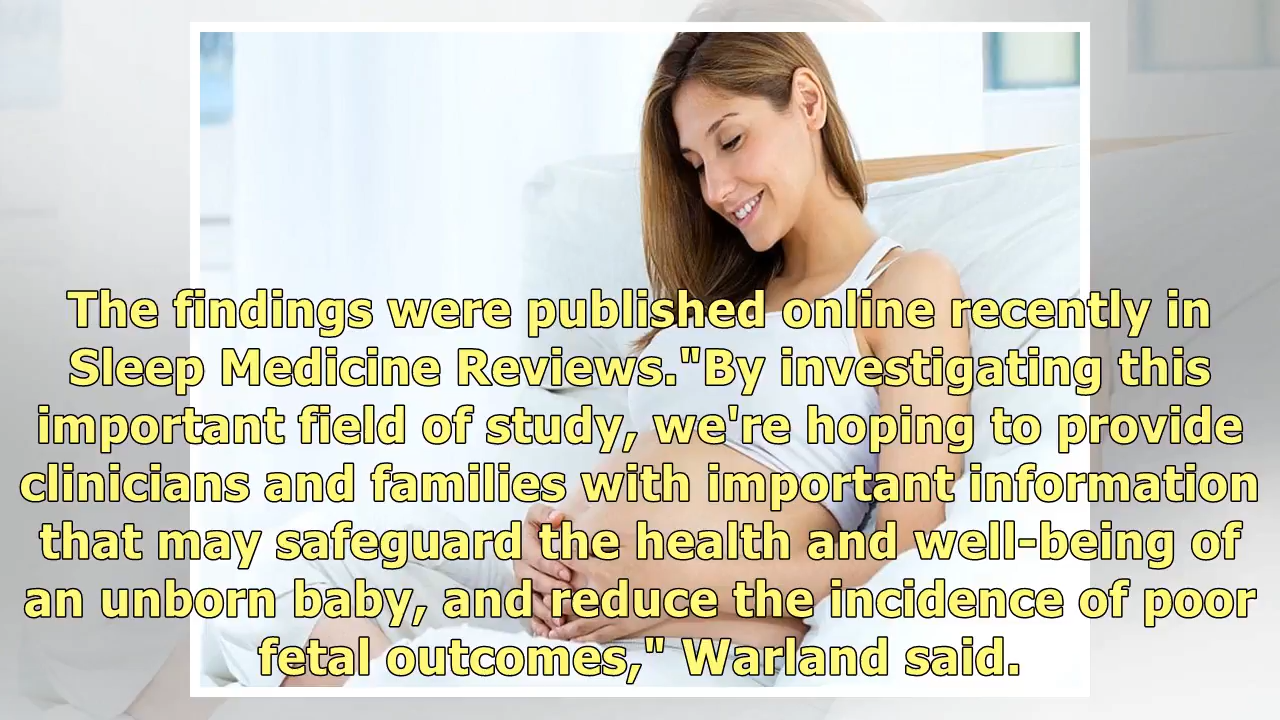 The findings were published online recently in
Sleep Medicine Reviews."By investigating this
important field of study, we're hoping to provide
clinicians and families with important information
that may safeguard the health and well-being of
an unborn baby, and reduce the incidence of poor
fetal outcomes," Warland said.